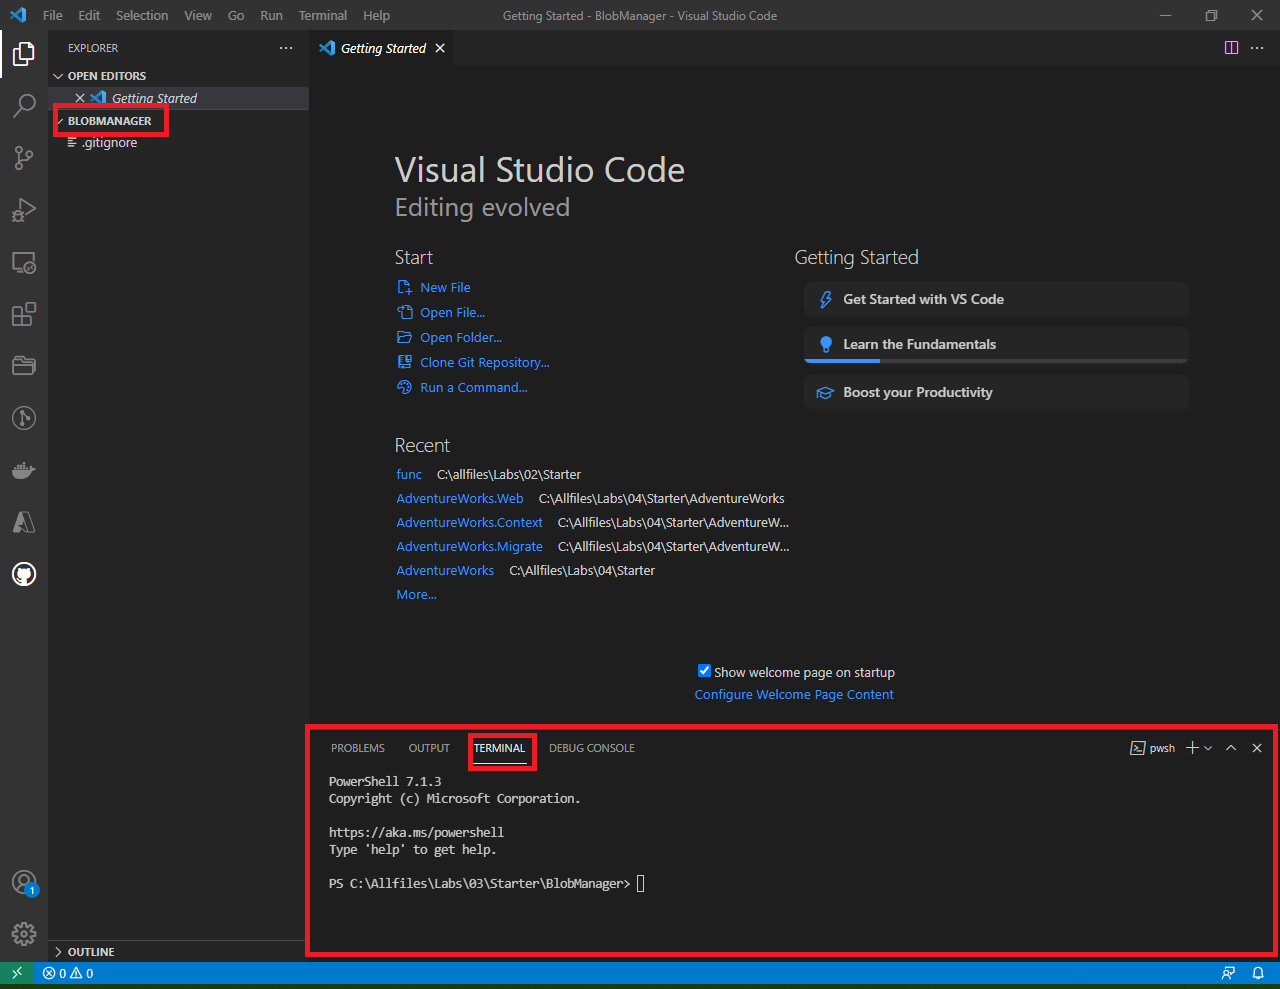 File Edit Selection View Go Run Terminal Help
Getting Started - BlobManager - Visual Studio Code
EXPLORER
OPEN EDITORS
Getting Started
BLOBMANAGER
.gitignore
Getting Started
Visual Studio Code
Editing evolved
Start
New File
Open File...
Open Folder...
Clone Git Repository...
Run a Command...
Getting Started
Get Started with VS Code
Learn the Fundamentals
Boost your Productivity
Recent
func C:\allfiles\Labs\02\Starter
AdventureWorks.Web C:\Allfiles\Labs\04\Starter\AdventureWorks
AdventureWorks.Context C:\Allfiles\Labs\04\Starter\AdventureW...
AdventureWorks.Migrate C:\Allfiles\Labs\04\Starter\AdventureW...
AdventureWorks C:\Allfiles\Labs\04\Starter
More...
Show welcome page on startup
Configure Welcome Page Content
PROBLEMS OUTPUT TERMINAL DEBUG CONSOLE
pwsh
PowerShell 7.1.3
Copyright (c) Microsoft Corporation.
https://aka.ms/powershell
Type 'help' to get help.
PS C:\Allfiles\Labs\03\Starter\BlobManager>
1
OUTLINE
0 0